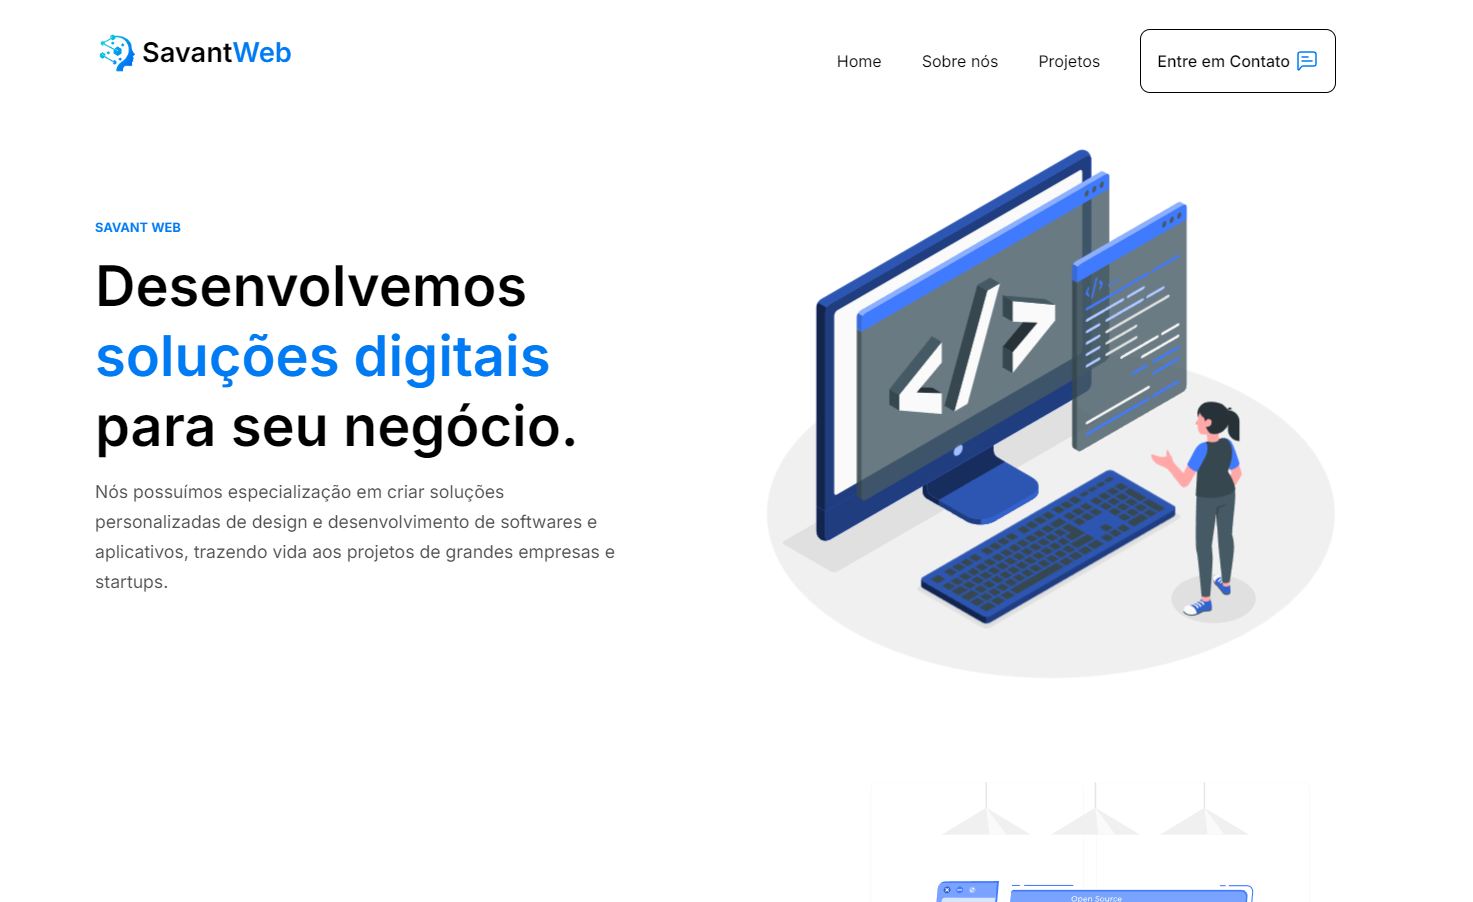 SavantWeb
Home
Sobre nós
Projetos
Entre em Contato
SAVANT WEB
Desenvolvemos
soluções digitais
para seu negócio.
Nós possuímos especialização em criar soluções
personalizadas de design e desenvolvimento de softwares e
aplicativos, trazendo vida aos projetos de grandes empresas e
startups.
</>
</>
Open Source